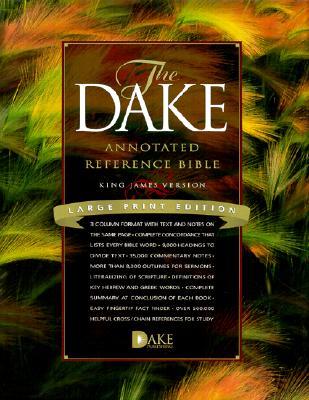 The
DAKE
ANNOTATED
REFERENCE BIBLE
KING JAMES VERSION
LARGE PRINT EDITION
3 COLUMN FORMAT WITH TEXT AND NOTES ON
THE SAME PAGE • COMPLETE CONCORDANCE THAT
LISTS EVERY BIBLE WORD • 9,000 HEADINGS TO
DIVIDE TEXT • 35,000 COMMENTARY NOTES •
MORE THAN 8,000 OUTLINES FOR SERMONS •
LITERALIZING OF SCRIPTURE • DEFINITIONS OF
KEY HEBREW AND GREEK WORDS • COMPLETE
SUMMARY AT CONCLUSION OF EACH BOOK •
EASY FINGERTIP FACT FINDER • OVER 500,000
HELPFUL CROSS/CHAIN REFERENCES FOR STUDY
DAKE